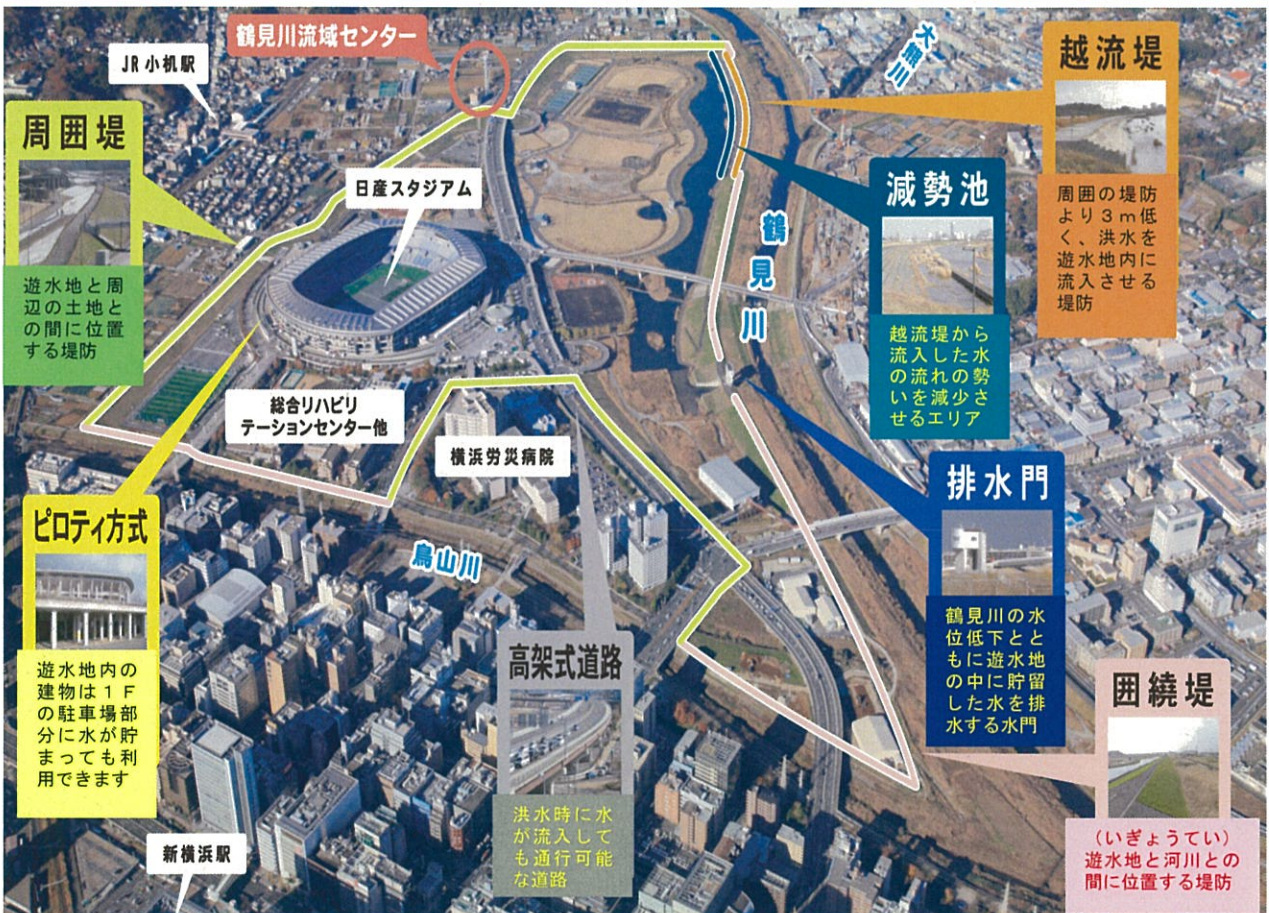 鶴見川流域センター
JR小机駅
大熊川
越流堤
周囲の堤防
より3m低
く、洪水を
遊水地内に
流入させる
堤防
周囲堤
遊水地と周
辺の土地と
の間に位置
する堤防
日産スタジアム
減勢池
越流堤から
流入した水
の流れの勢
いを減少さ
せるエリア
鶴見川
総合リハビリ
テーションセンター他
横浜労災病院
排水門
鶴見川の水
位低下とと
もに遊水地
の中に貯留
した水を排
水する水門
ピロティ方式
遊水地内の
建物は1F
の駐車場部
分に水が貯
まっても利
用できます
鳥山川
高架式道路
洪水時に水
が流入して
も通行可能
な道路
囲繞堤
(いぎょうてい)
遊水地と河川との
間に位置する堤防
新横浜駅